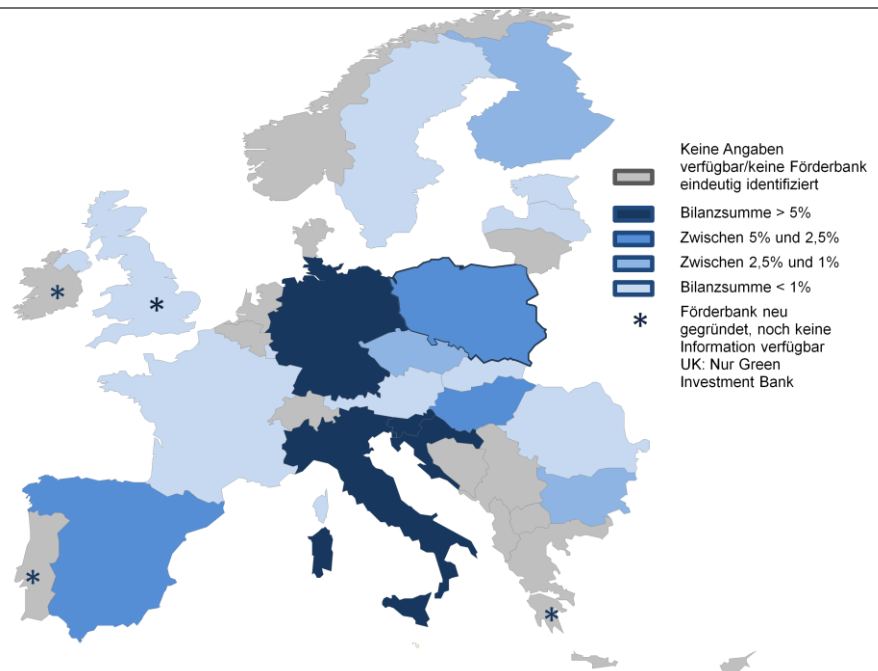 Keine Angaben
verfügbar/keine Förderbank
eindeutig identifiziert
Bilanzsumme > 5%
Zwischen 5% und 2,5%
Zwischen 2,5% und 1%
Bilanzsumme < 1%
* Förderbank neu
gegründet, noch keine
Information verfügbar
UK: Nur Green
Investment Bank
*
*
*
*